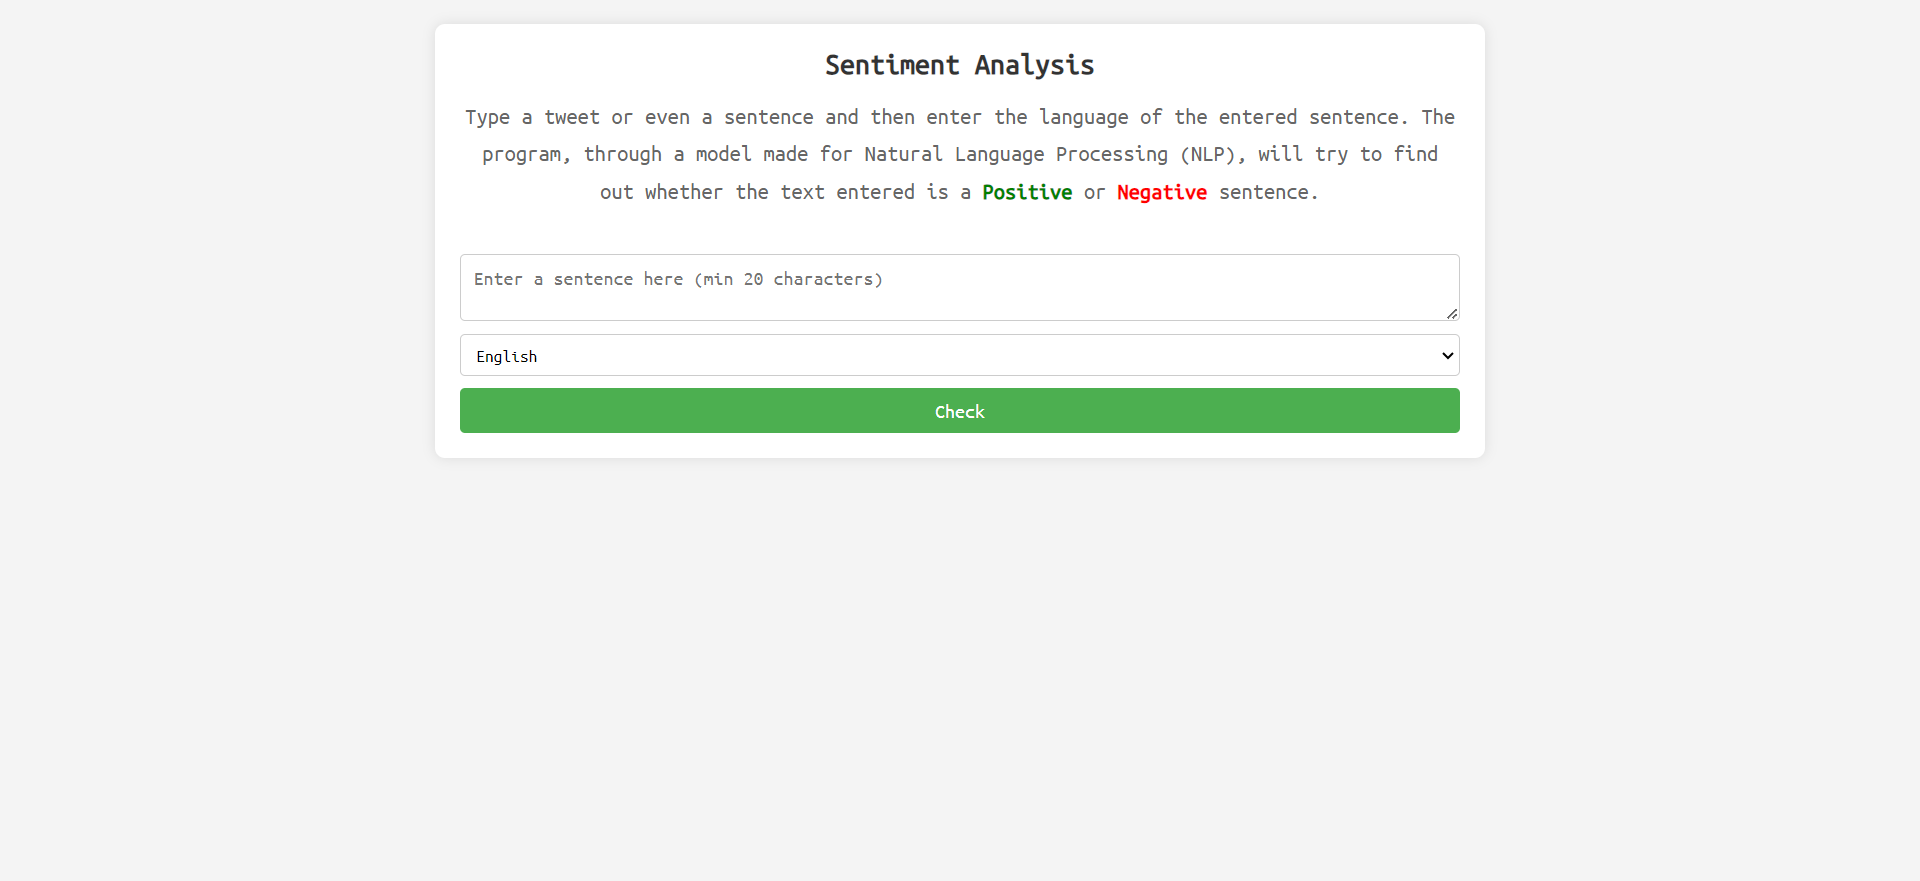 Sentiment Analysis
Type a tweet or even a sentence and then enter the language of the entered sentence. The
program, through a model made for Natural Language Processing (NLP), will try to find
out whether the text entered is a Positive or Negative sentence.
Enter a sentence here (min 20 characters)
English
Check